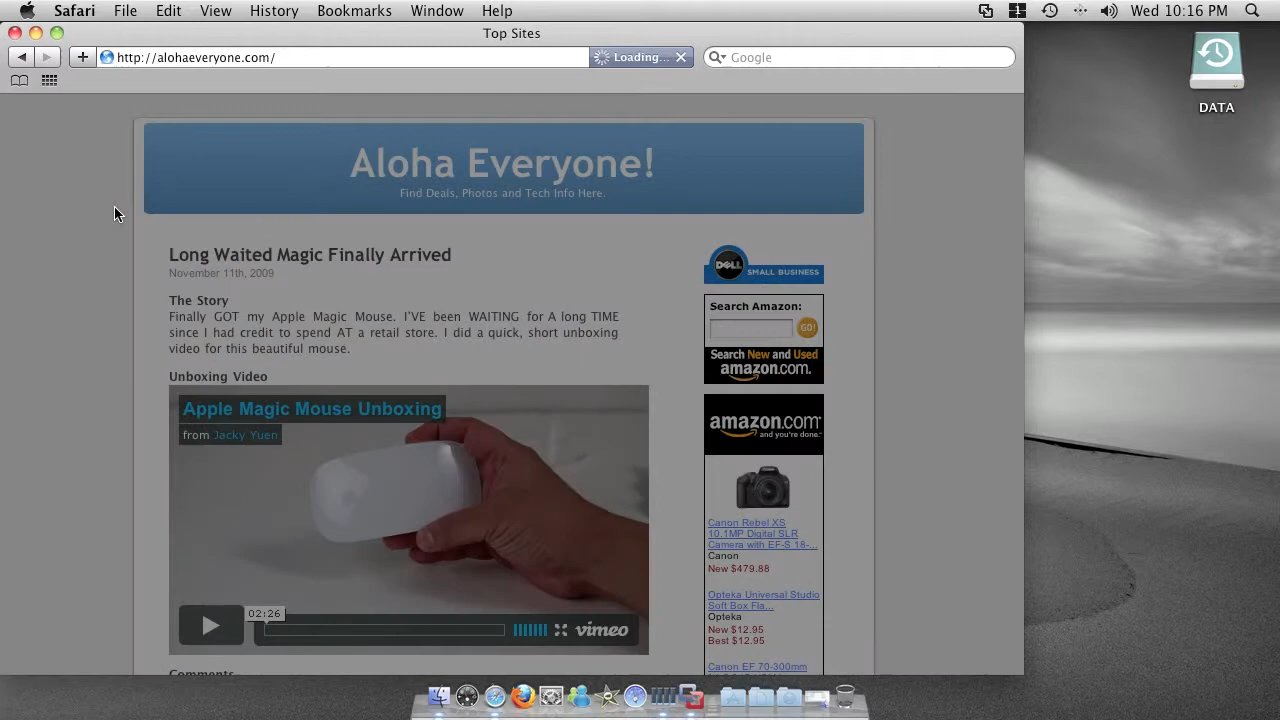 Safari File Edit View History Bookmarks Window Help
1 Wed 10:16 PM
Top Sites
http://alohaeveryone.com/
Loading...
Google
DATA
Aloha Everyone!
Find Deals, Photos and Tech Info Here.
Long Waited Magic Finally Arrived
November 11th, 2009
The Story
Finally GOT my Apple Magic Mouse. I'VE been WAITING for A long TIME
since I had credit to spend AT a retail store. I did a quick, short unboxing
video for this beautiful mouse.
Unboxing Video
Apple Magic Mouse Unboxing
from Jacky Yuen
02:26
vimeo
Comments
DELL SMALL BUSINESS
Search Amazon:
GO!
Search New and Used
amazon.com.
amazon.com
and you're done.™
Canon Rebel XS
10.1MP Digital SLR
Camera with EF-S 18-...
Canon
New $479.88
Opteka Universal Studio
Soft Box Fla...
Opteka
New $12.95
Best $12.95
Canon EF 70-300mm